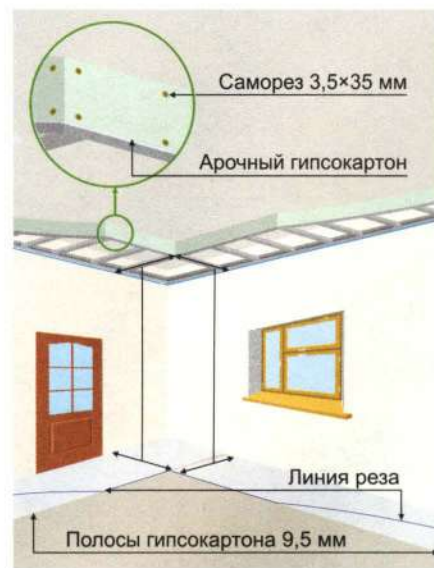 Саморез 3,5×35 мм
Арочный гипсокартон
Линия реза
Полосы гипсокартона 9,5 мм